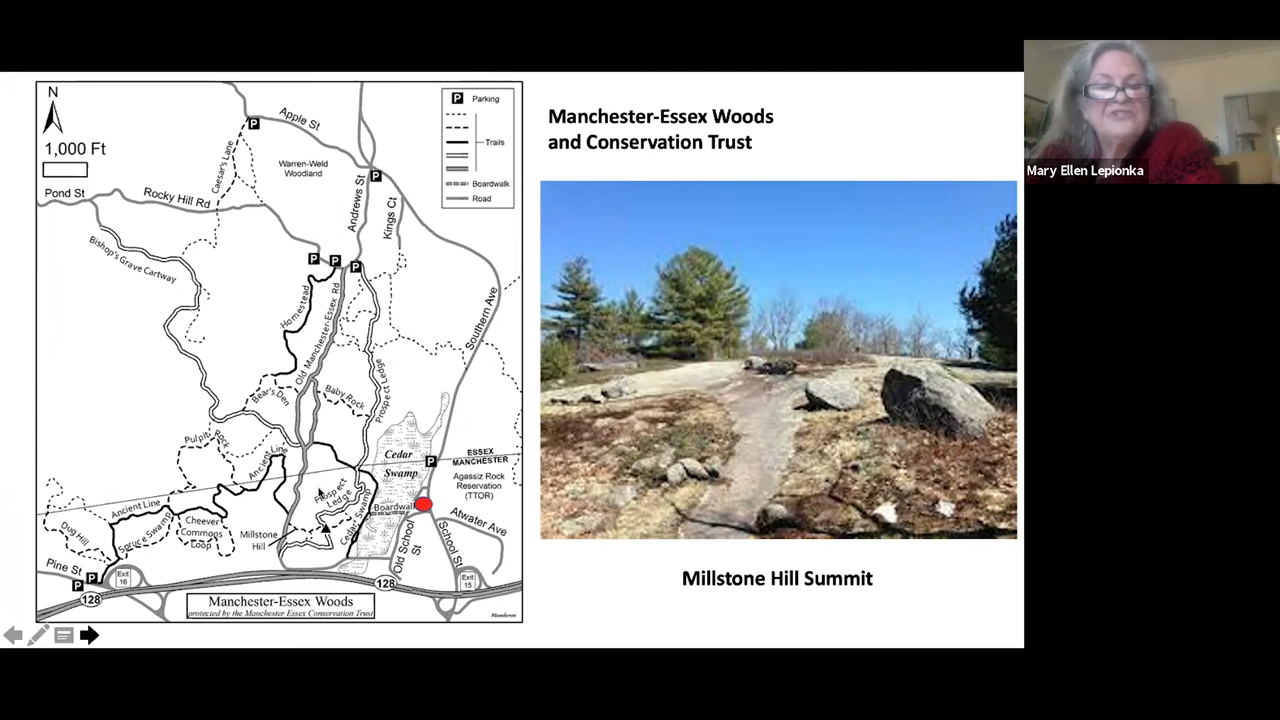 N
1,000 Ft
Pond St
Rocky Hill Rd
Bishop's Grave Cartway
Caesar's Lane
P
Apple St
Warren-Weld
Woodland
P
Andrews St
Kings Ct
P
P
P
Homestead
Old Manchester-Essex Rd
Southern Ave
Bear's Den
Baby Rock
Prospect Ledge
Pulpit Rock
Ancient Line
Cedar
Swamp
P
ESSEX
MANCHESTER
Agassiz Rock
Reservation
(TTOR)
Prospect
Ledge
Cedar Swamp
Boardwalk
Ancient Line
Dug Hill
Spruce Swamp
Cheever
Commons
Loop
Millstone
Hill
Old School St
School St
Atwater Ave
Pine St
P
P
Exit
16
128
128
Exit
15
Manchester-Essex Woods
protected by the Manchester Essex Conservation Trust
P Parking
Trails
Boardwalk
Road
Manchester-Essex Woods
and Conservation Trust
Millstone Hill Summit
Mary Ellen Lepionka